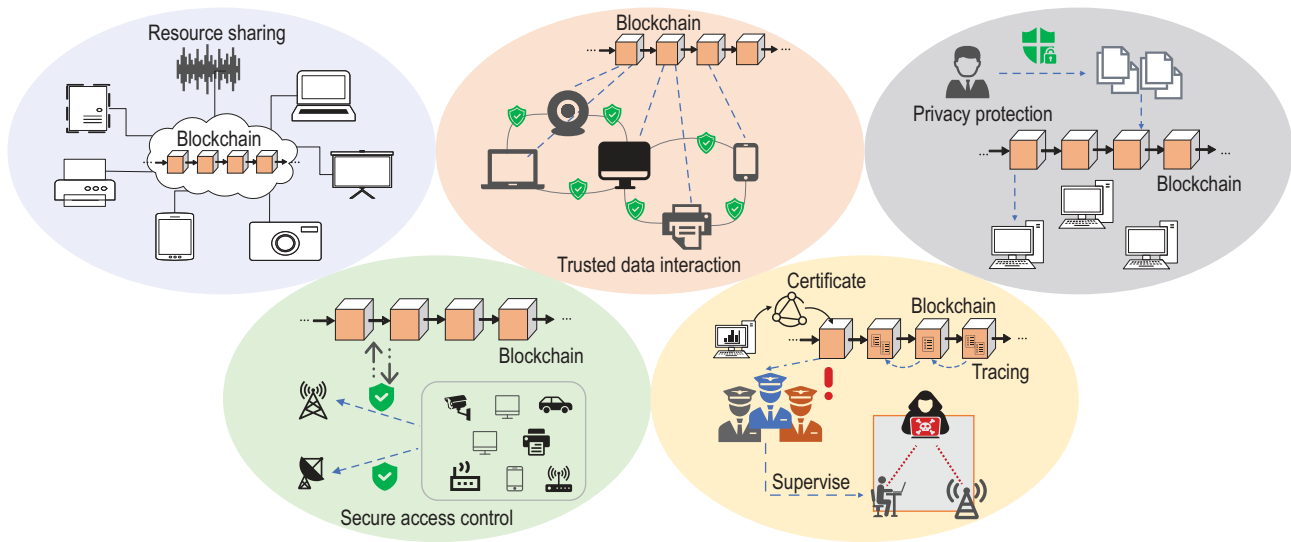 Resource sharing
Blockchain
Blockchain
Trusted data interaction
Privacy protection
Blockchain
Blockchain
Secure access control
Certificate
Blockchain
Tracing
Supervise